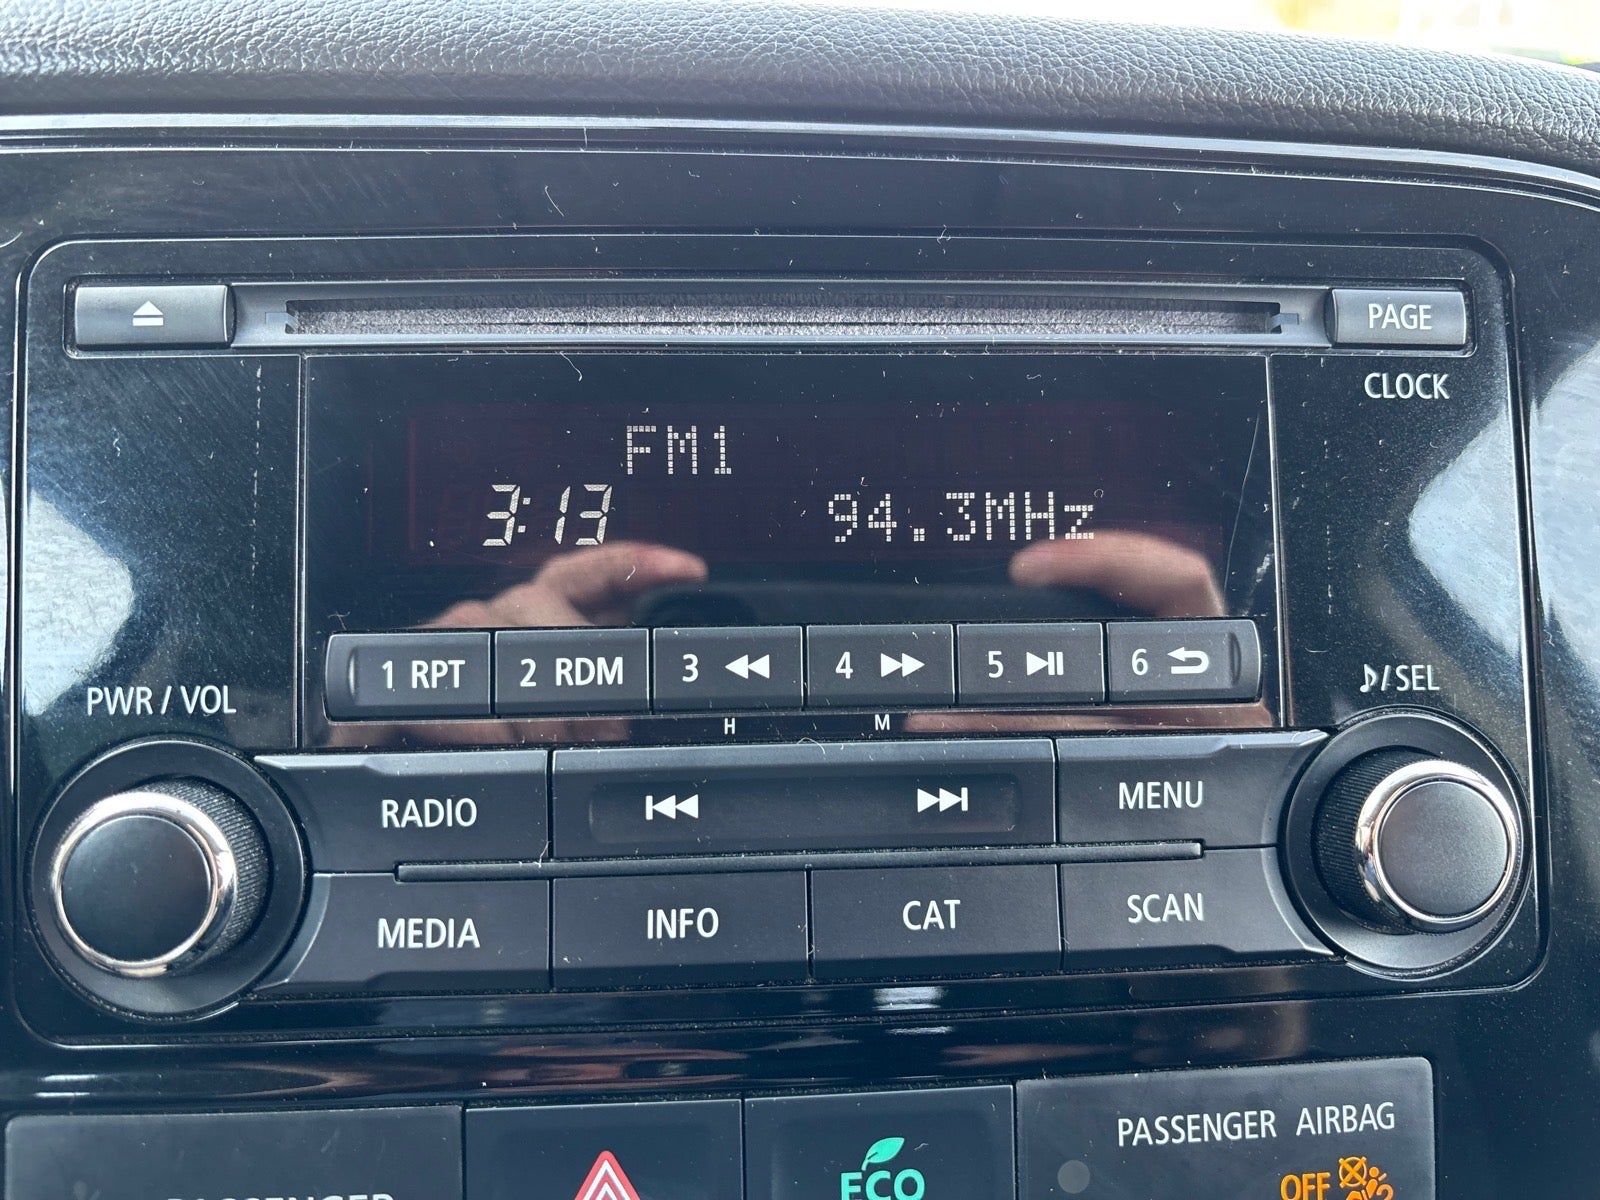 PAGE
CLOCK
FM1
3:13 94.3MHz
1 RPT 2 RDM 3 4 5 6
H M
PWR / VOL
♪/SEL
RADIO MENU
MEDIA INFO CAT SCAN
PASSENGER AIRBAG
PASSENGER ECO OFF